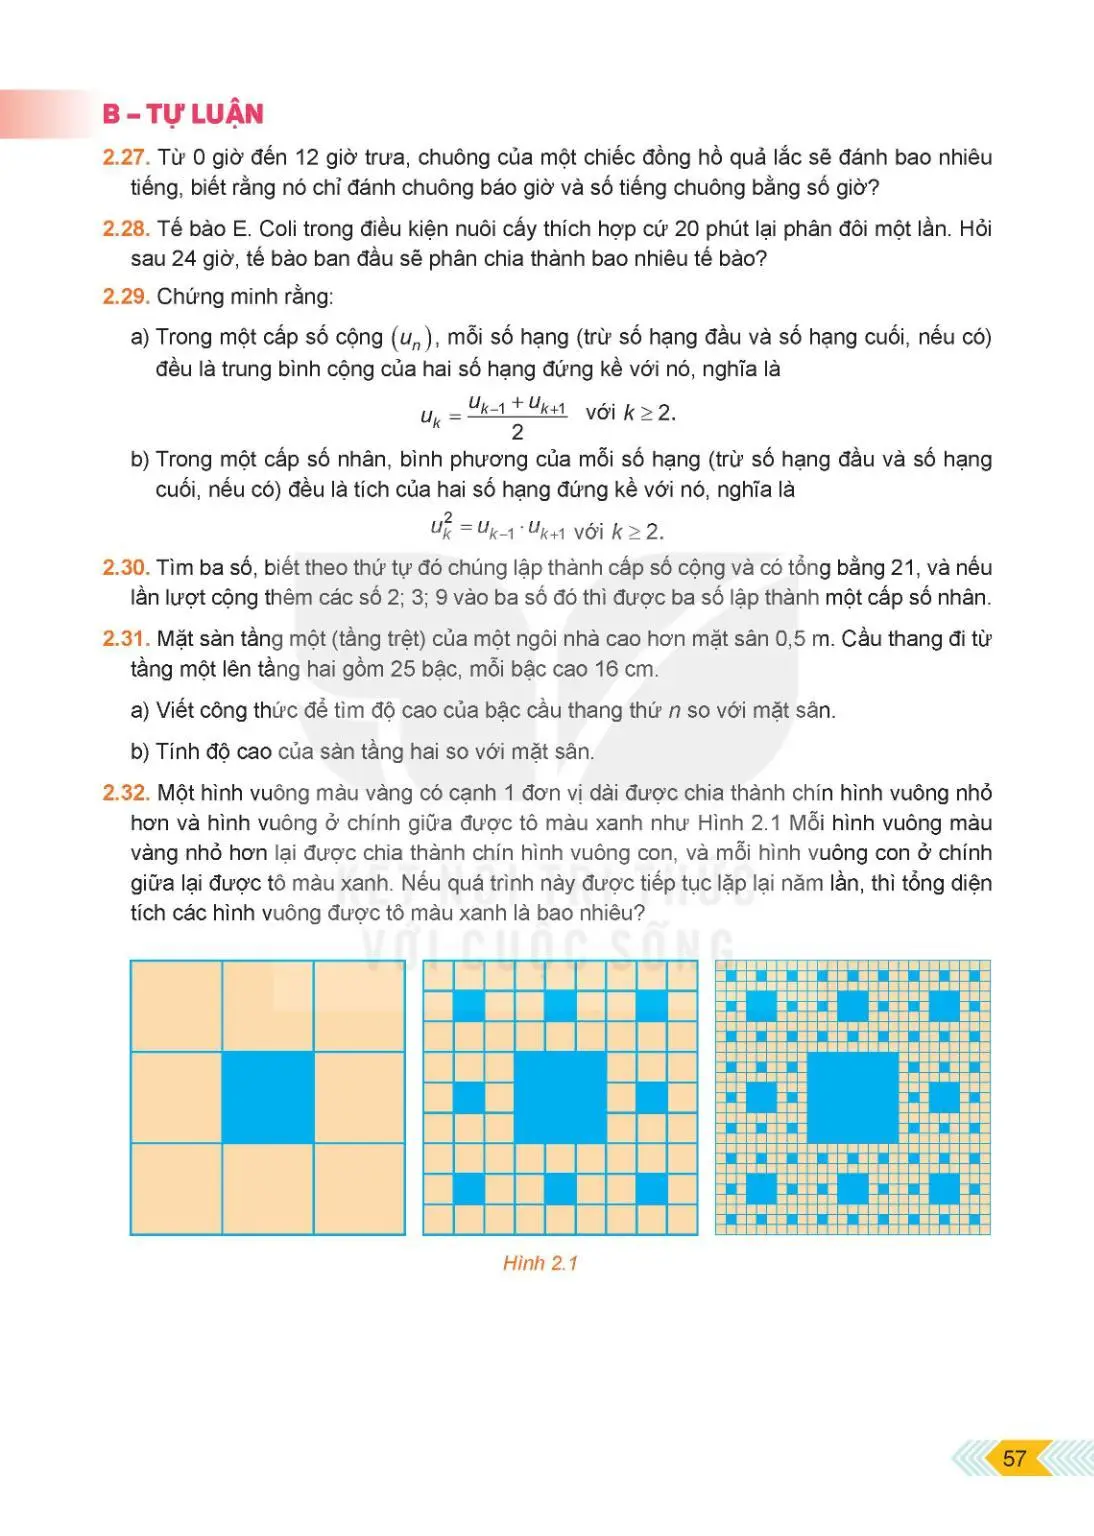 B – TỰ LUẬN
2.27. Từ 0 giờ đến 12 giờ trưa, chuông của một chiếc đồng hồ quả lắc sẽ đánh bao nhiêu
tiếng, biết rằng nó chỉ đánh chuông báo giờ và số tiếng chuông bằng số giờ?
2.28. Tế bào E. Coli trong điều kiện nuôi cấy thích hợp cứ 20 phút lại phân đôi một lần. Hỏi
sau 24 giờ, tế bào ban đầu sẽ phân chia thành bao nhiêu tế bào?
2.29. Chứng minh rằng:
a) Trong một cấp số cộng (uₙ), mỗi số hạng (trừ số hạng đầu và số hạng cuối, nếu có)
đều là trung bình cộng của hai số hạng đứng kề với nó, nghĩa là
u_k = (u_{k–1} + u_{k+1})/2 với k ≥ 2.
b) Trong một cấp số nhân, bình phương của mỗi số hạng (trừ số hạng đầu và số hạng
cuối, nếu có) đều là tích của hai số hạng đứng kề với nó, nghĩa là
u_k^2 = u_{k–1} · u_{k+1} với k ≥ 2.
2.30. Tìm ba số, biết theo thứ tự đó chúng lập thành cấp số cộng và có tổng bằng 21, và nếu
lần lượt cộng thêm các số 2; 3; 9 vào ba số đó thì được ba số lập thành một cấp số nhân.
2.31. Mặt sàn tầng một (tầng trệt) của một ngôi nhà cao hơn mặt sân 0,5 m. Cầu thang đi từ
tầng một lên tầng hai gồm 25 bậc, mỗi bậc cao 16 cm.
a) Viết công thức để tìm độ cao của bậc cầu thang thứ n so với mặt sân.
b) Tính độ cao của sàn tầng hai so với mặt sân.
2.32. Một hình vuông màu vàng có cạnh 1 đơn vị dài được chia thành chín hình vuông nhỏ
hơn và hình vuông ở chính giữa được tô màu xanh như Hình 2.1 Mỗi hình vuông màu
vàng nhỏ hơn lại được chia thành chín hình vuông con, và mỗi hình vuông con ở chính
giữa lại được tô màu xanh. Nếu quá trình này được tiếp tục lặp lại năm lần, thì tổng diện
tích các hình vuông được tô màu xanh là bao nhiêu?
KẾT NỐI TRI THỨC
VỚI CUỘC SỐNG
Hình 2.1
57